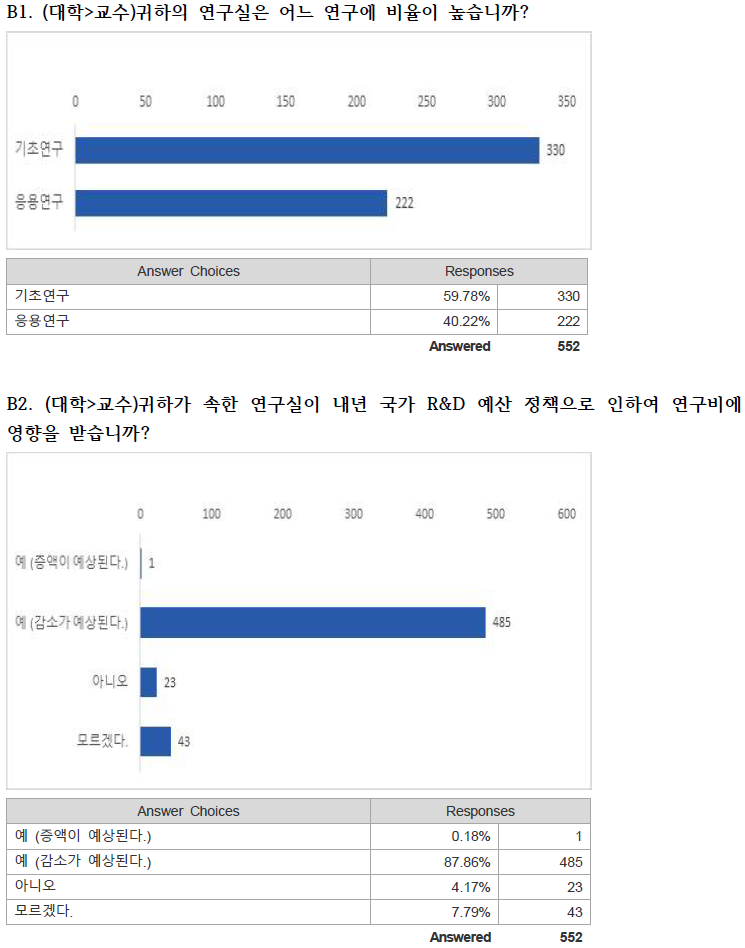 B1. (대학>교수)귀하의 연구실은 어느 연구에 비율이 높습니까?
0 50 100 150 200 250 300 350
기초연구 330
응용연구 222
Answer Choices Responses
기초연구 59.78% 330
응용연구 40.22% 222
Answered 552
B2. (대학>교수)귀하가 속한 연구실이 내년 국가 R&D 예산 정책으로 인하여 연구비에
영향을 받습니까?
0 100 200 300 400 500 600
예 (증액이 예상된다.) 1
예 (감소가 예상된다.) 485
아니오 23
모르겠다. 43
Answer Choices Responses
예 (증액이 예상된다.) 0.18% 1
예 (감소가 예상된다.) 87.86% 485
아니오 4.17% 23
모르겠다. 7.79% 43
Answered 552